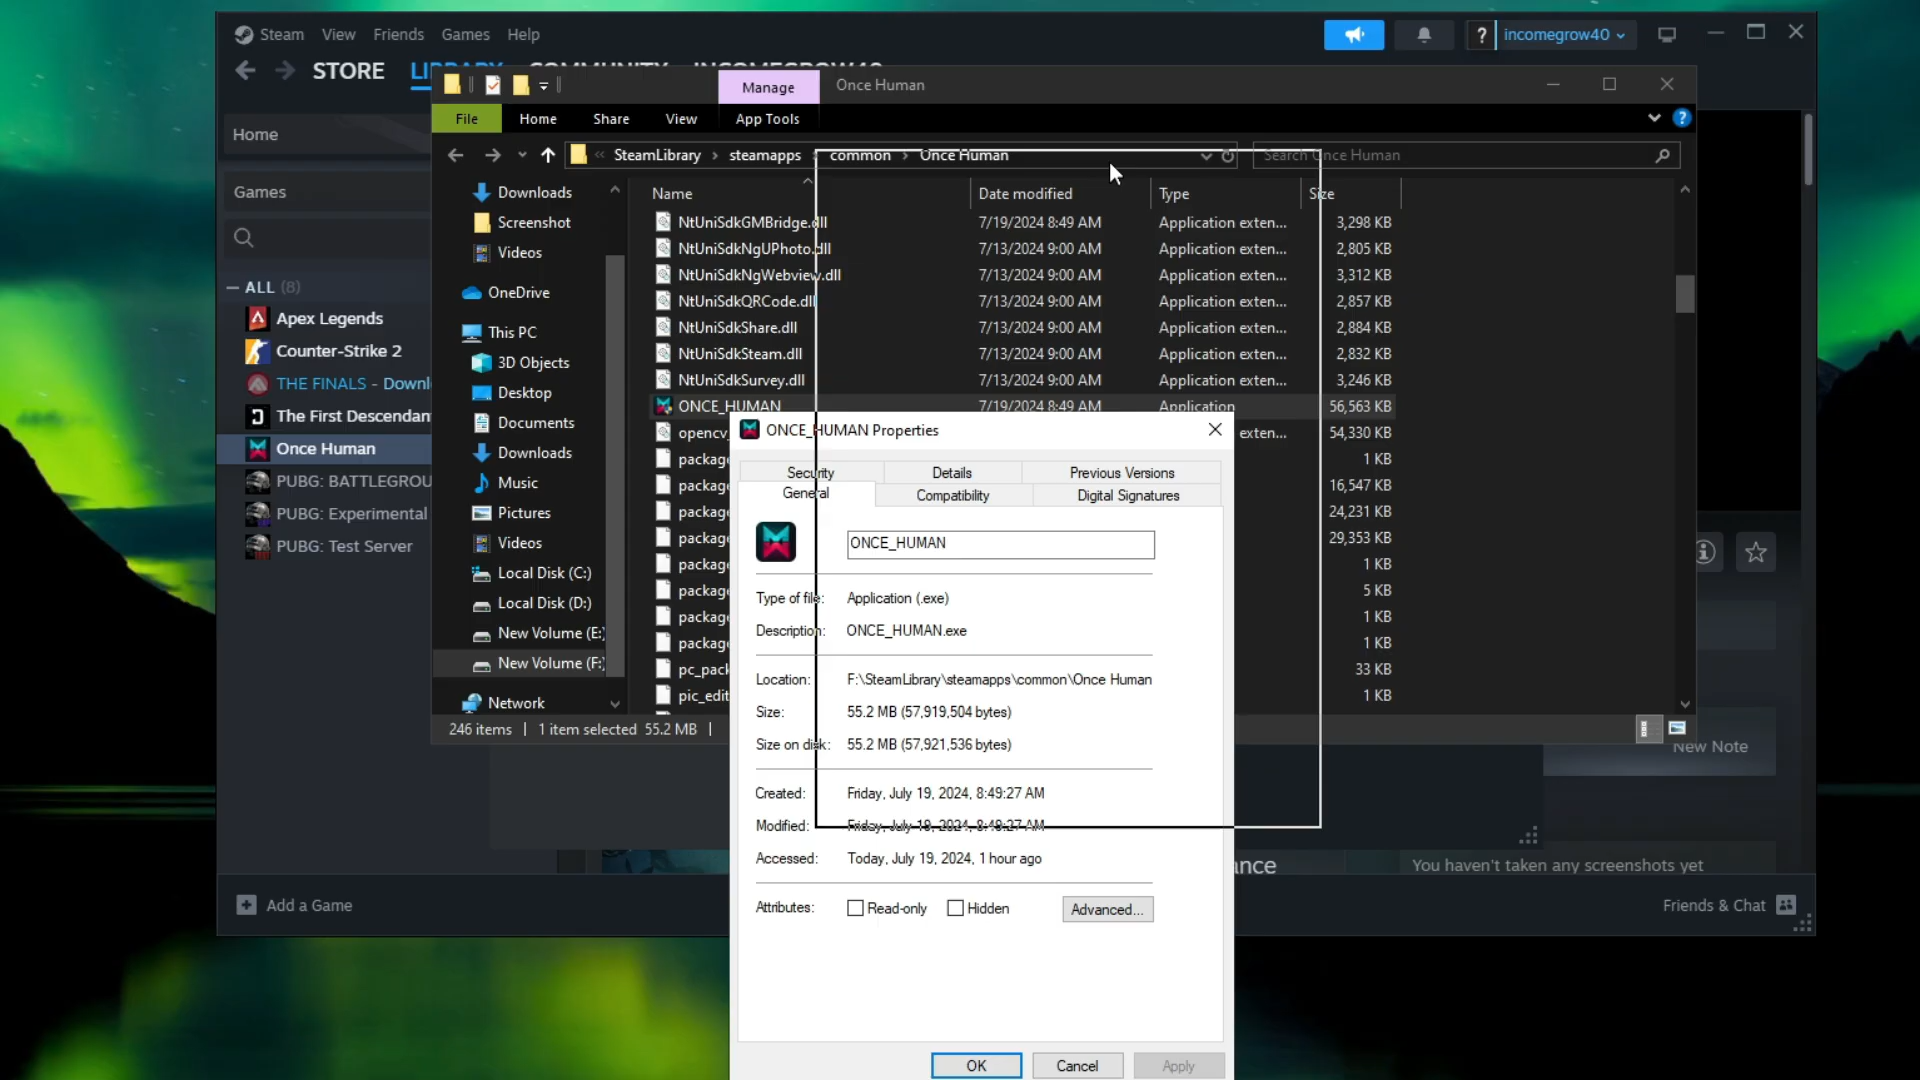 Steam View Friends Games Help
? incomegrow40
STORE LIBRARY COMMUNITY INCOMEGROW40
Manage Once Human
File Home Share View App Tools
?
« SteamLibrary › steamapps › common › Once Human
Search Once Human
Home
Games
ALL (8)
Apex Legends
Counter-Strike 2
THE FINALS - Downl
The First Descendan
Once Human
PUBG: BATTLEGROU
PUBG: Experimental
PUBG: Test Server
Downloads
Screenshot
Videos
OneDrive
This PC
3D Objects
Desktop
Documents
Downloads
Music
Pictures
Videos
Local Disk (C:)
Local Disk (D:)
New Volume (E:)
New Volume (F:)
Network
Name Date modified Type Size
NtUniSdkGMBridge.dll 7/19/2024 8:49 AM Application exten... 3,298 KB
NtUniSdkNgUPhoto.dll 7/13/2024 9:00 AM Application exten... 2,805 KB
NtUniSdkNgWebview.dll 7/13/2024 9:00 AM Application exten... 3,312 KB
NtUniSdkQRCode.dll 7/13/2024 9:00 AM Application exten... 2,857 KB
NtUniSdkShare.dll 7/13/2024 9:00 AM Application exten... 2,884 KB
NtUniSdkSteam.dll 7/13/2024 9:00 AM Application exten... 2,832 KB
NtUniSdkSurvey.dll 7/13/2024 9:00 AM Application exten... 3,246 KB
ONCE_HUMAN 7/19/2024 8:49 AM Application 56,563 KB
opencv_ exten... 54,330 KB
package 1 KB
package 16,547 KB
package 24,231 KB
package 29,353 KB
package 1 KB
package 5 KB
package 1 KB
package 1 KB
pc_pack 33 KB
pic_edit 1 KB
246 items 1 item selected 55.2 MB
ONCE_HUMAN Properties
Security Details Previous Versions
General Compatibility Digital Signatures
ONCE_HUMAN
Type of file: Application (.exe)
Description: ONCE_HUMAN.exe
Location: F:\SteamLibrary\steamapps\common\Once Human
Size: 55.2 MB (57,919,504 bytes)
Size on disk: 55.2 MB (57,921,536 bytes)
Created: Friday, July 19, 2024, 8:49:27 AM
Modified: Friday, July 19, 2024, 8:49:27 AM
Accessed: Today, July 19, 2024, 1 hour ago
Attributes: Read-only Hidden Advanced...
OK Cancel Apply
New Note
ance
You haven't taken any screenshots yet
Add a Game
Friends & Chat